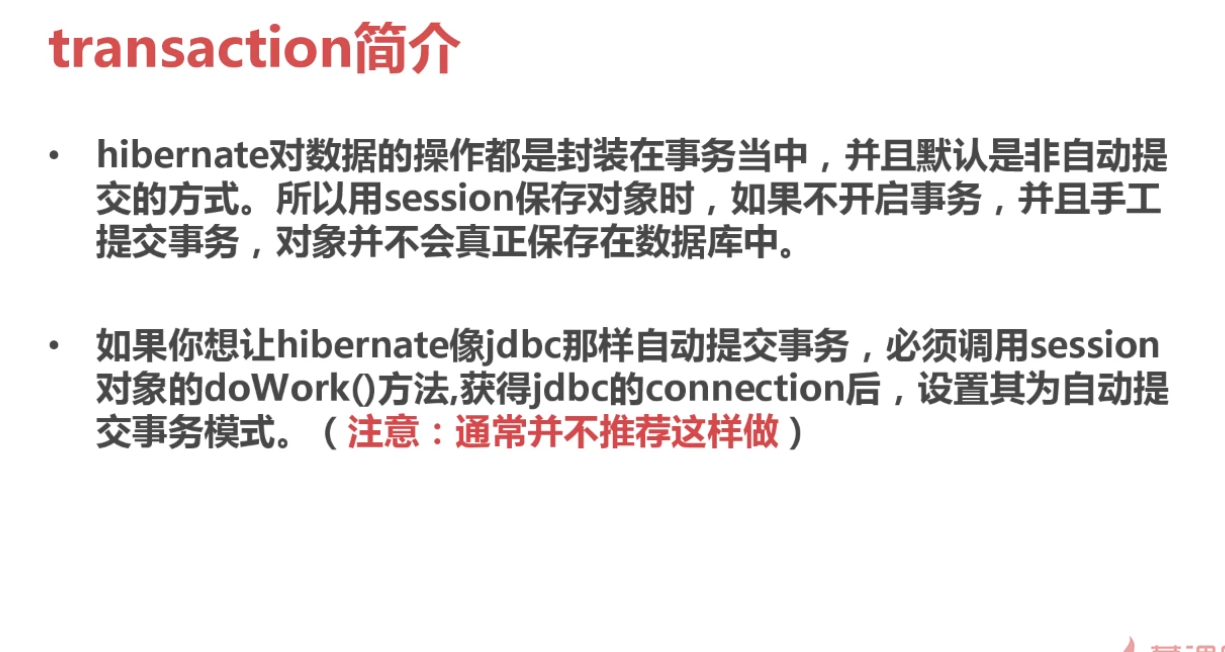 transaction简介
• hibernate对数据的操作都是封装在事务当中，并且默认是非自动提
交的方式。所以用session保存对象时，如果不开启事务，并且手工
提交事务，对象并不会真正保存在数据库中。
• 如果你想让hibernate像jdbc那样自动提交事务，必须调用session
对象的doWork()方法,获得jdbc的connection后，设置其为自动提
交事务模式。（注意：通常并不推荐这样做）